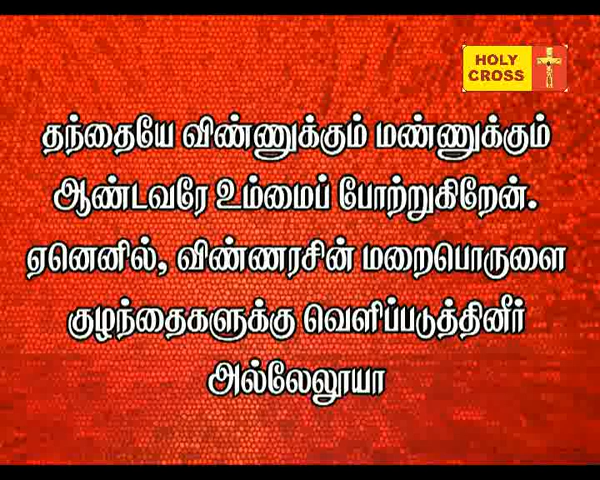 HOLY
CROSS
தந்தையே விண்ணுக்கும் மண்ணுக்கும்
ஆண்டவரே உம்மைப் போற்றுகிறேன்.
ஏனெனில், விண்ணரசின் மறைபொருளை
குழந்தைகளுக்கு வெளிப்படுத்தினீர்
அல்லேலூயா